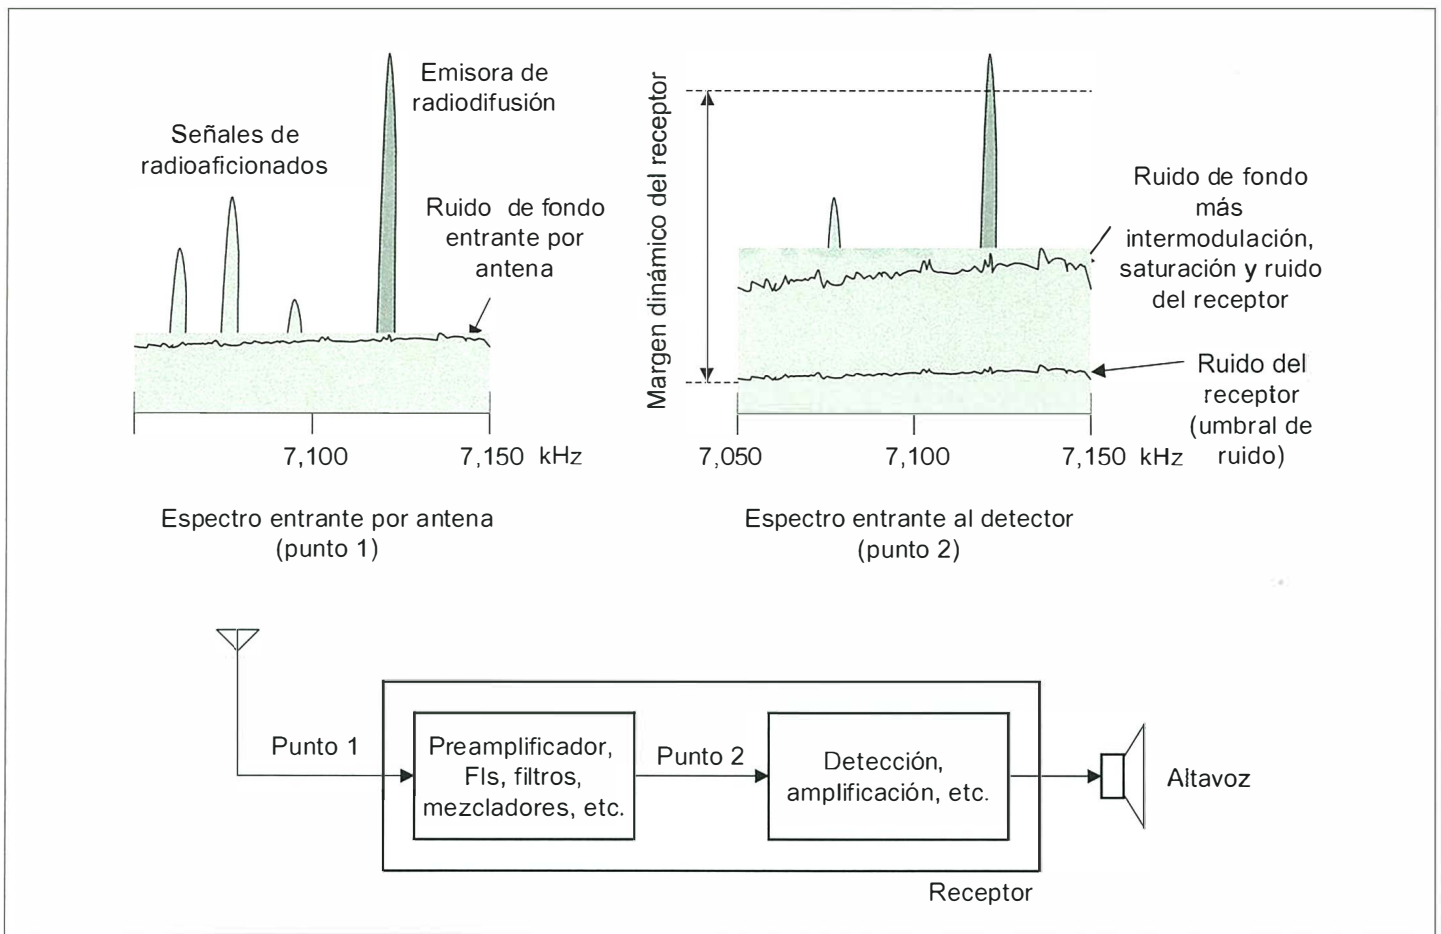 Emisora de
radiodifusión
Señales de
radioaficionados
Ruido de fondo
entrante por
antena
7,100
7,150 kHz
Espectro entrante por antena
(punto 1)
Margen dinámico del receptor
Ruido de fondo
más
intermodulación,
saturación y ruido
del receptor
Ruido del
receptor
(umbral de
ruido)
7,050
7,100
7,150 kHz
Espectro entrante al detector
(punto 2)
Punto 1
Preamplificador,
FIs, filtros,
mezcladores, etc.
Punto 2
Detección,
amplificación, etc.
Altavoz
Receptor